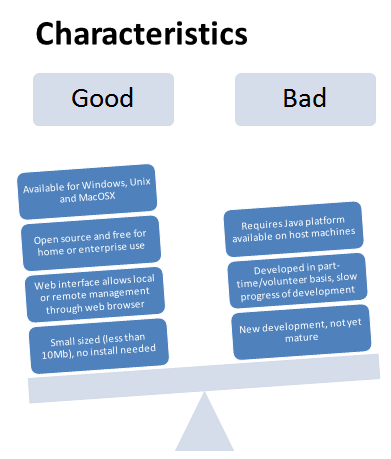 Characteristics
Good
Bad
Available for Windows, Unix
and MacOSX
Open source and free for
home or enterprise use
Web interface allows local
or remote management
through web browser
Small sized (less than
10Mb), no install needed
Requires Java platform
available on host machines
Developed in part-
time/volunteer basis, slow
progress of development
New development, not yet
mature